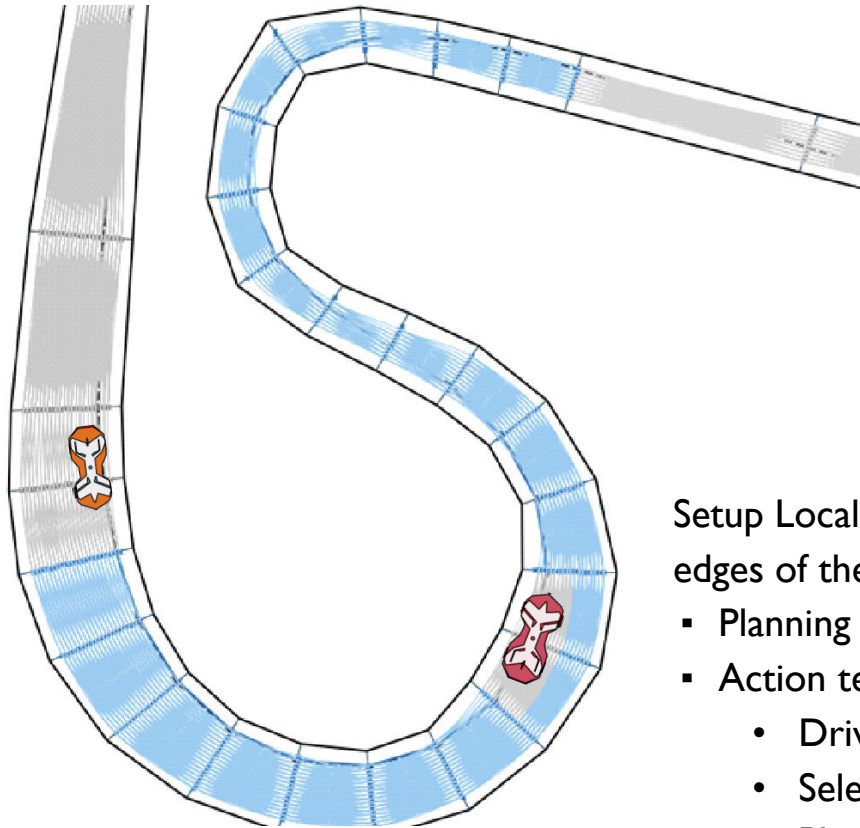 Setup Local
edges of the
▪ Planning
▪ Action te
• Driv
• Sele